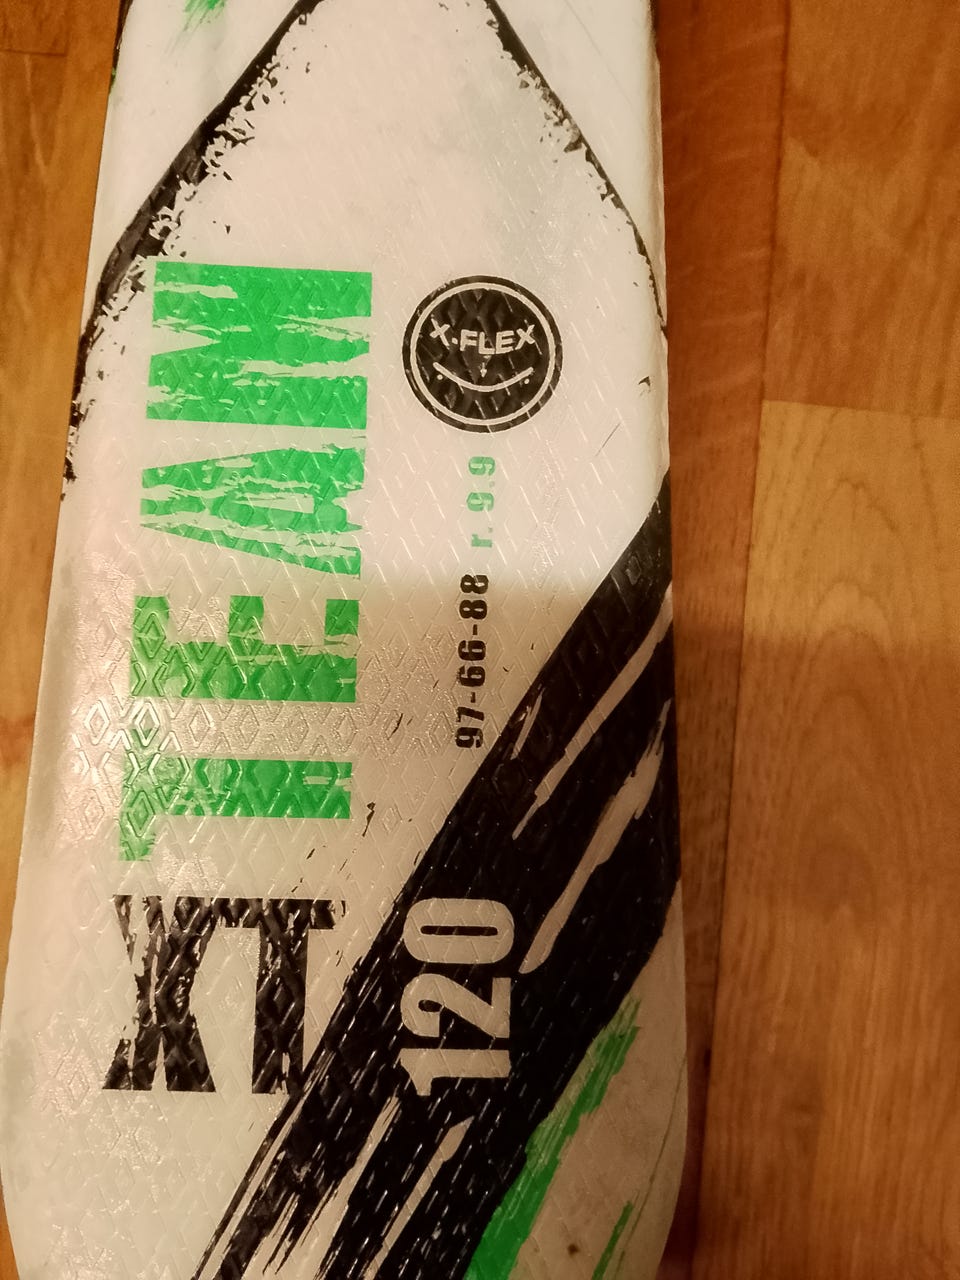 XT TEAM
120
97-66-88 r. 9.9
X·FLEX